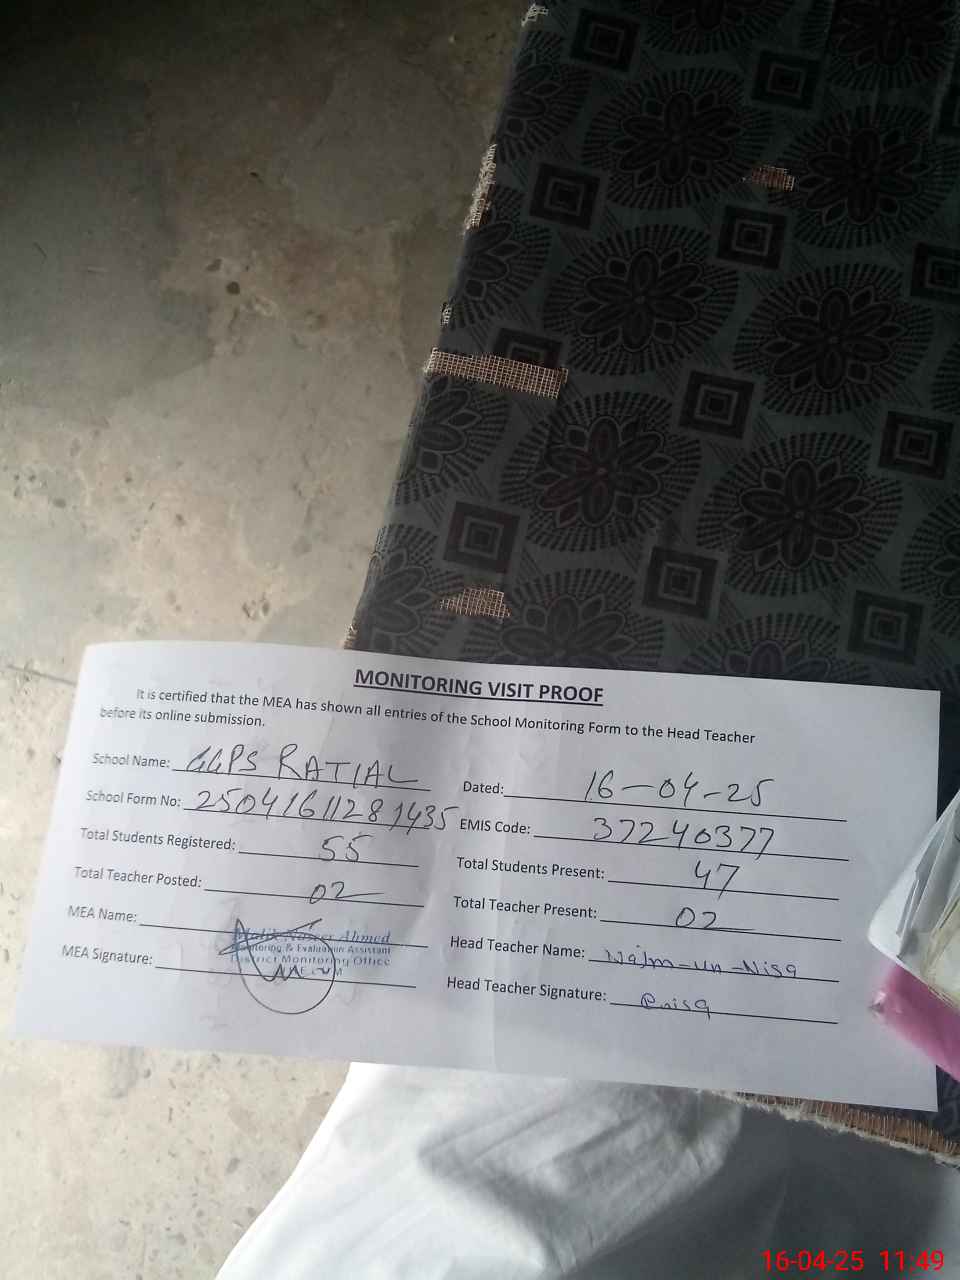 MONITORING VISIT PROOF
It is certified that the MEA has shown all entries of the School Monitoring Form to the Head Teacher
before its online submission.
School Name: GGPS RATIAL
Dated: 16-04-25
School Form No: 25041611281435
EMIS Code: 37240377
Total Students Registered: 55
Total Students Present: 47
Total Teacher Posted: 02
Total Teacher Present: 02
MEA Name:
Malik Ahmed
Monitoring & Evaluation Assistant
District Monitoring Office
Head Teacher Name: Najm-un-Nisa
MEA Signature:
Head Teacher Signature:
16-04-25 11:49